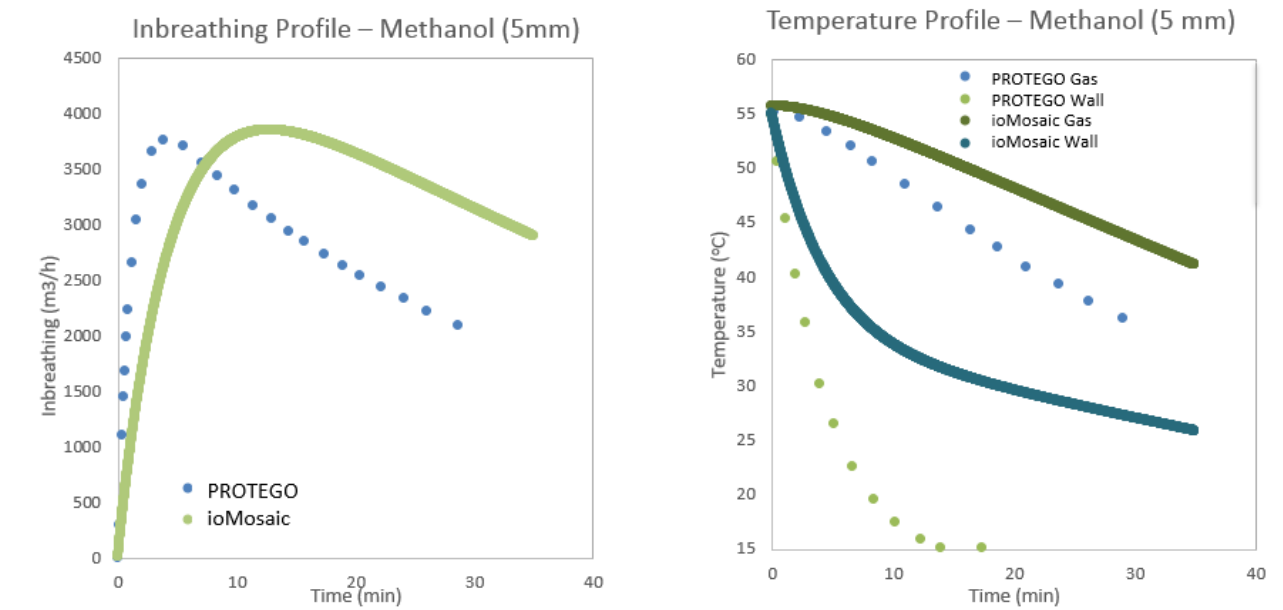 Inbreathing Profile – Methanol (5mm)
4500
4000
3500
3000
2500
2000
1500
1000
500
0
Inbreathing (m3/h)
PROTEGO
ioMosaic
0
10
20
30
40
Time (min)
Temperature Profile – Methanol (5 mm)
60
55
50
45
40
35
30
25
20
15
Temperature (°C)
PROTEGO Gas
PROTEGO Wall
ioMosaic Gas
ioMosaic Wall
0
10
20
30
40
Time (min)